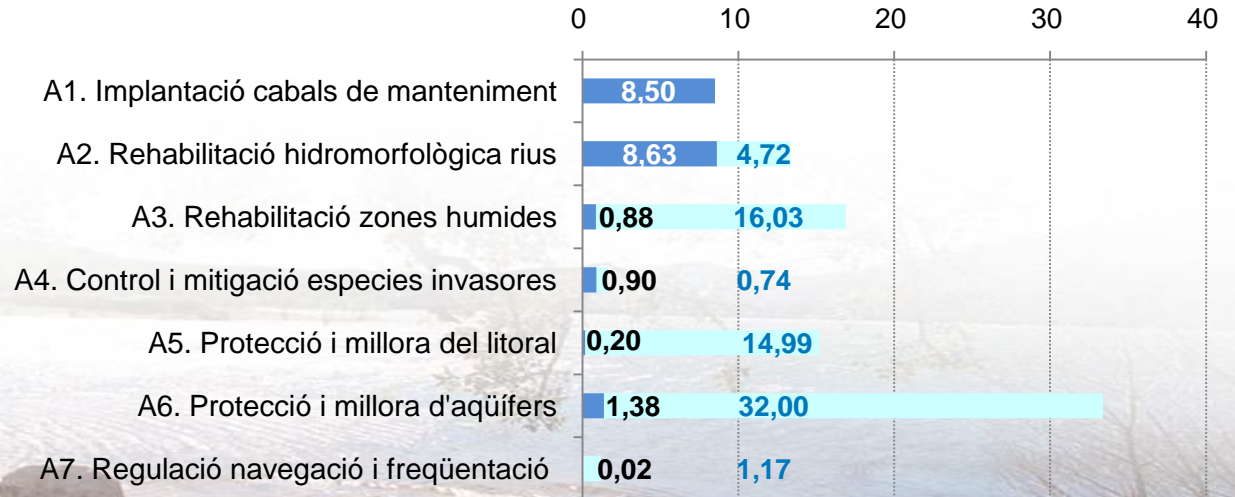 0 10 20 30 40
A1. Implantació cabals de manteniment 8,50
A2. Rehabilitació hidromorfològica rius 8,63 4,72
A3. Rehabilitació zones humides 0,88 16,03
A4. Control i mitigació especies invasores 0,90 0,74
A5. Protecció i millora del litoral 0,20 14,99
A6. Protecció i millora d'aqüífers 1,38 32,00
A7. Regulació navegació i freqüentació 0,02 1,17